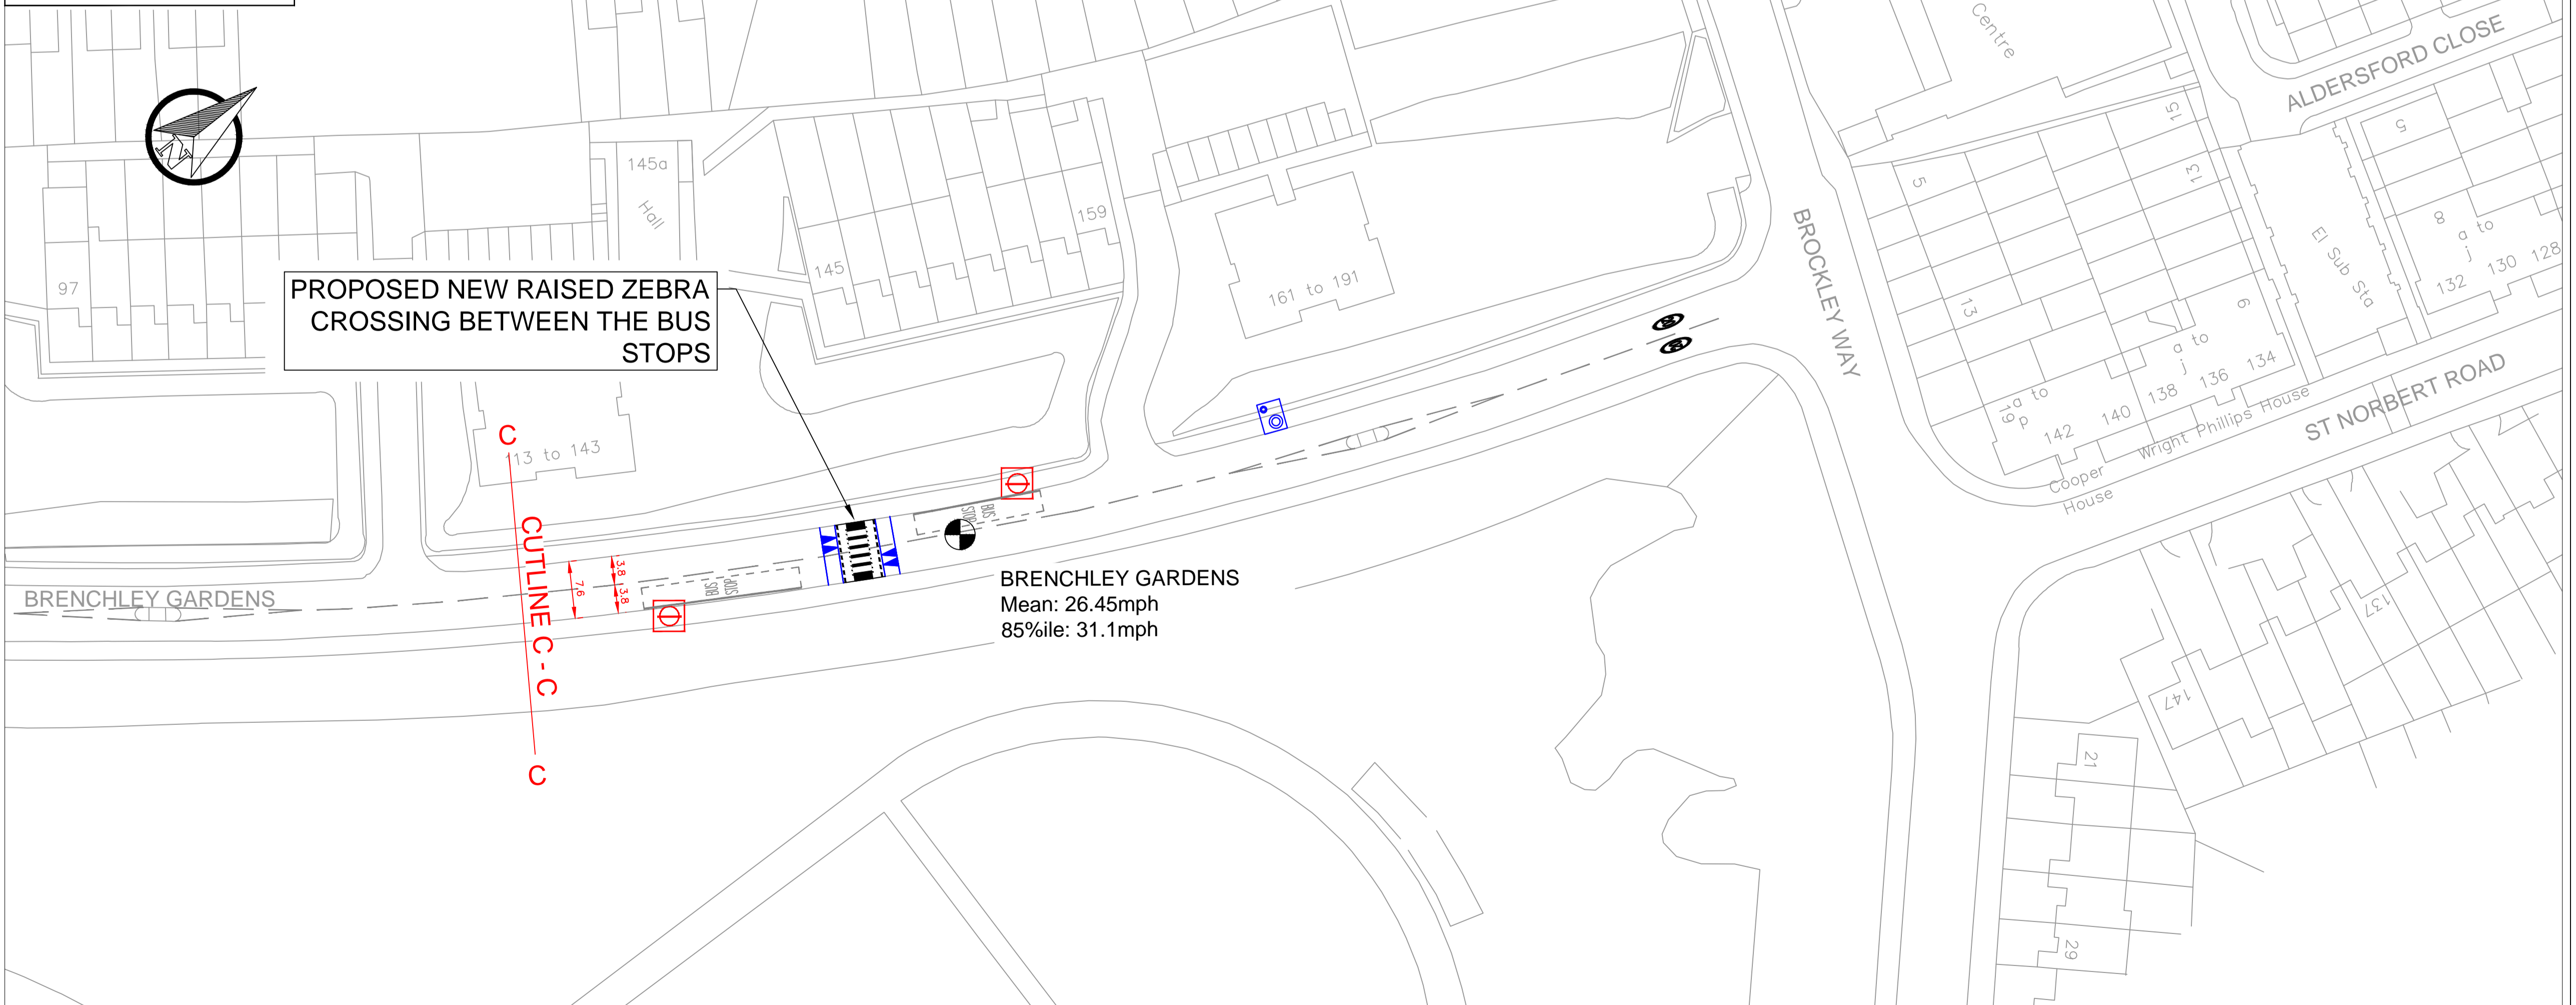 Centre
ALDERSFORD CLOSE
N
145a
Hall
97
145
159
161 to 191
PROPOSED NEW RAISED ZEBRA
CROSSING BETWEEN THE BUS
STOPS
BROCKLEY WAY
5
15
13
13
5
8
a to
j
132
130
128
El Sub Sta
6
a to
j
19
a to
p
142
140
138
136
134
Cooper
House
Wright Phillips House
ST NORBERT ROAD
C
113 to 143
CUTLINE C - C
C
7.6
3.8
3.8
BUS
STOP
BUS
STOP
BRENCHLEY GARDENS
BRENCHLEY GARDENS
Mean: 26.45mph
85%ile: 31.1mph
137
147
21
29